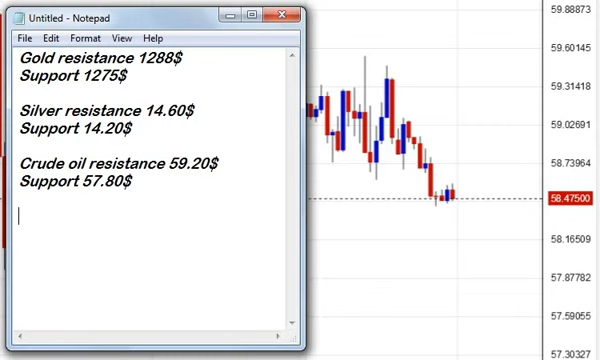 Untitled - Notepad
File Edit Format View Help
Gold resistance 1288$
Support 1275$
Silver resistance 14.60$
Support 14.20$
Crude oil resistance 59.20$
Support 57.80$
59.88873
59.60145
59.31418
59.02691
58.73964
58.47500
58.16509
57.87782
57.59055
57.30327